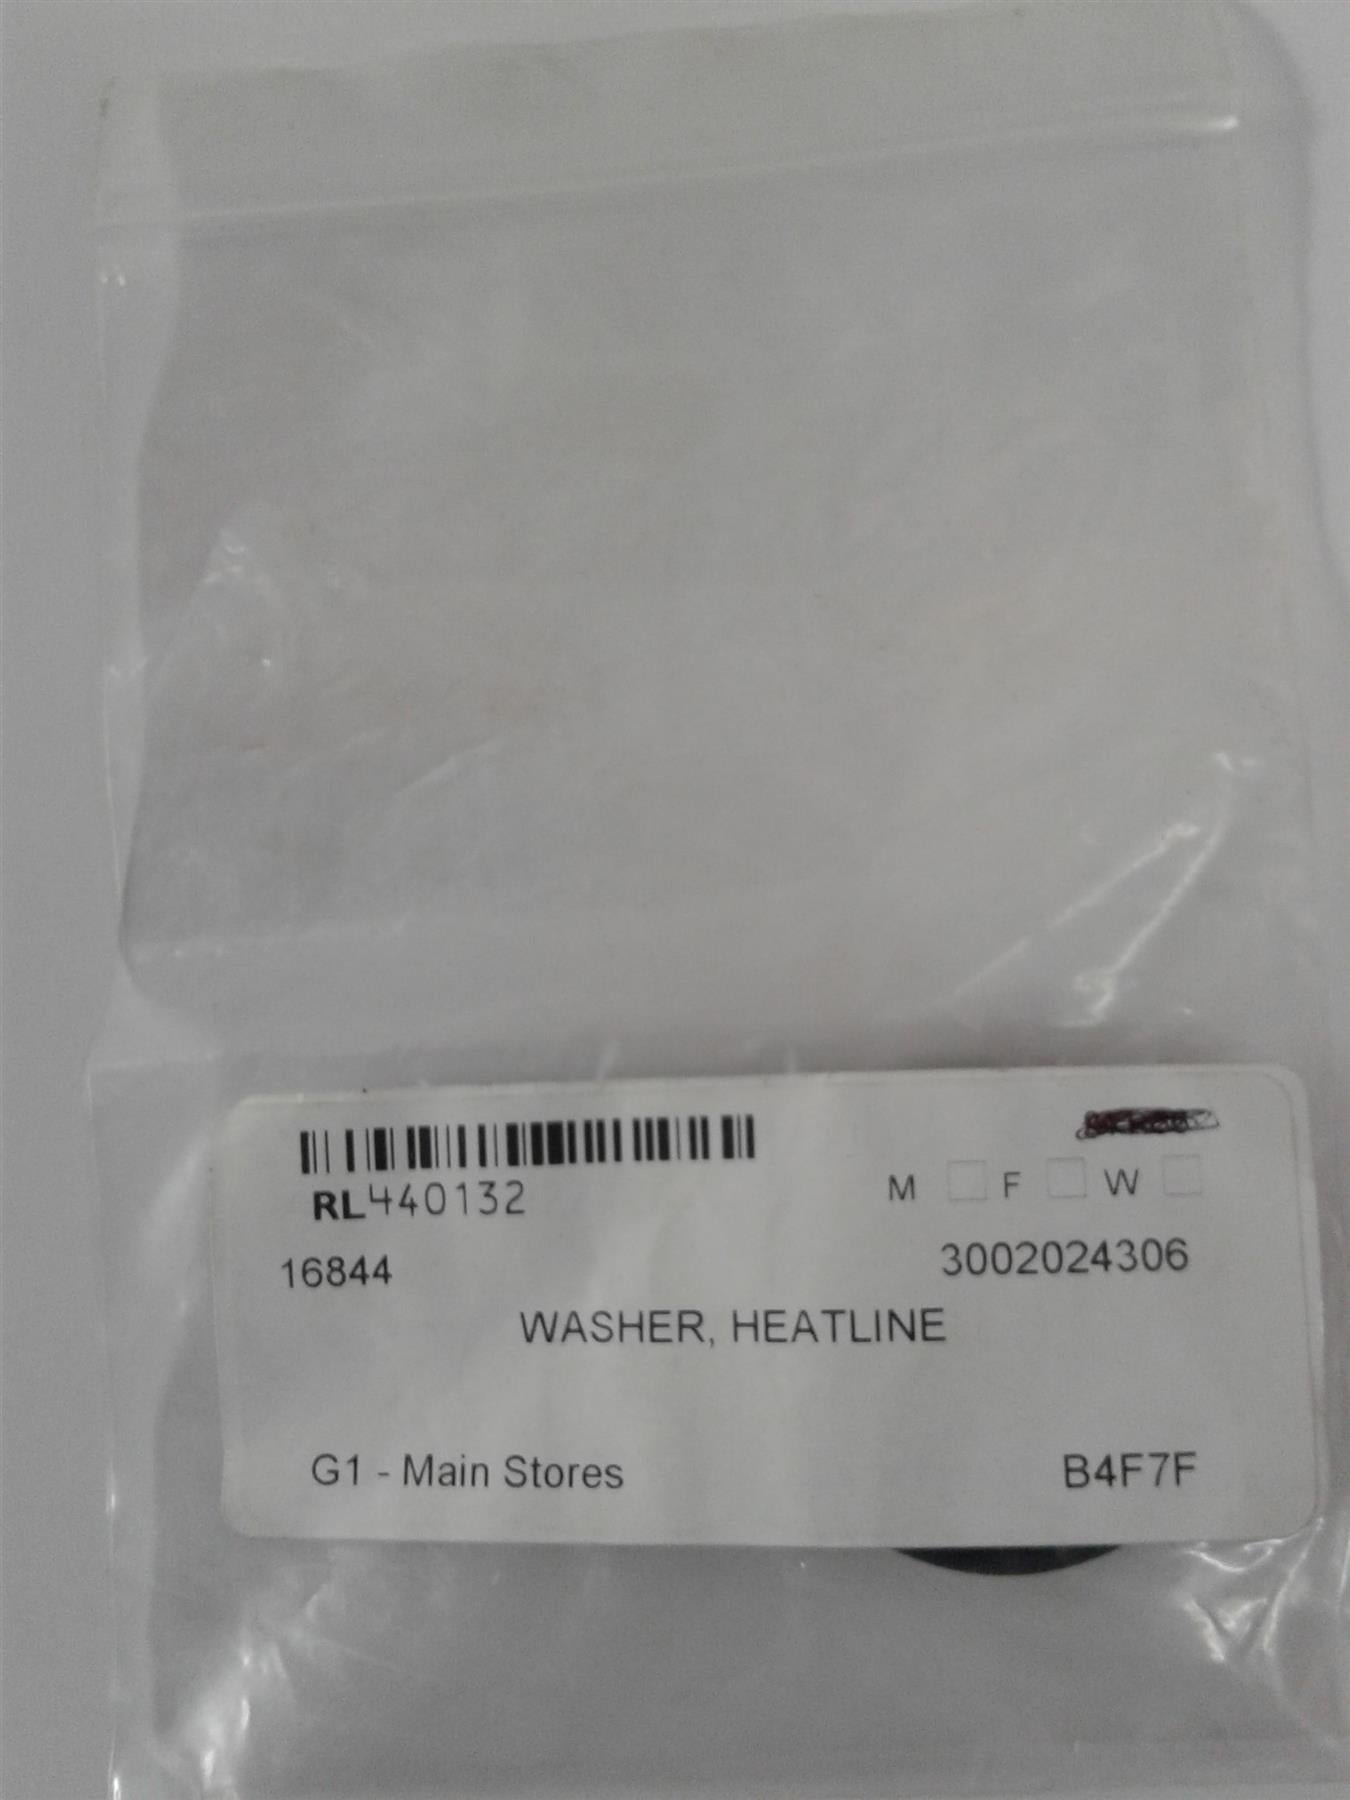 RL440132
M F W
16844 3002024306
WASHER, HEATLINE
G1 - Main Stores B4F7F